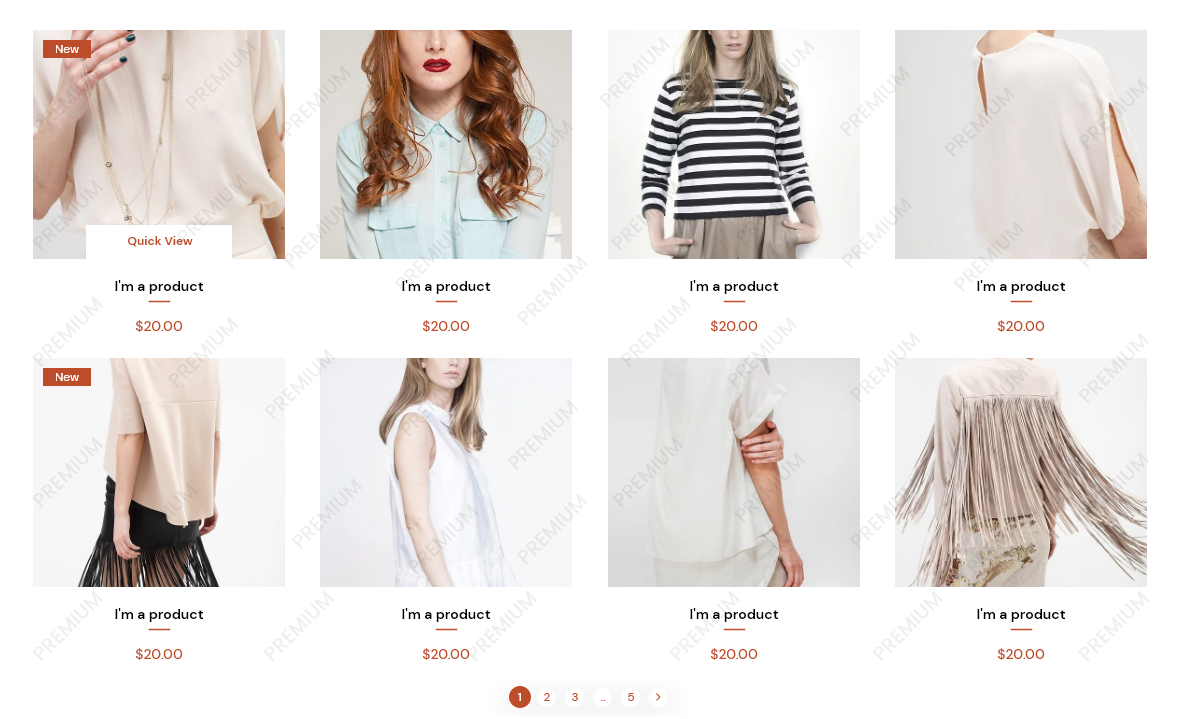 New
Quick View
I'm a product
$20.00
I'm a product
$20.00
I'm a product
$20.00
I'm a product
$20.00
New
I'm a product
$20.00
I'm a product
$20.00
I'm a product
$20.00
I'm a product
$20.00
1 2 3 .. 5 >
PREMIUM